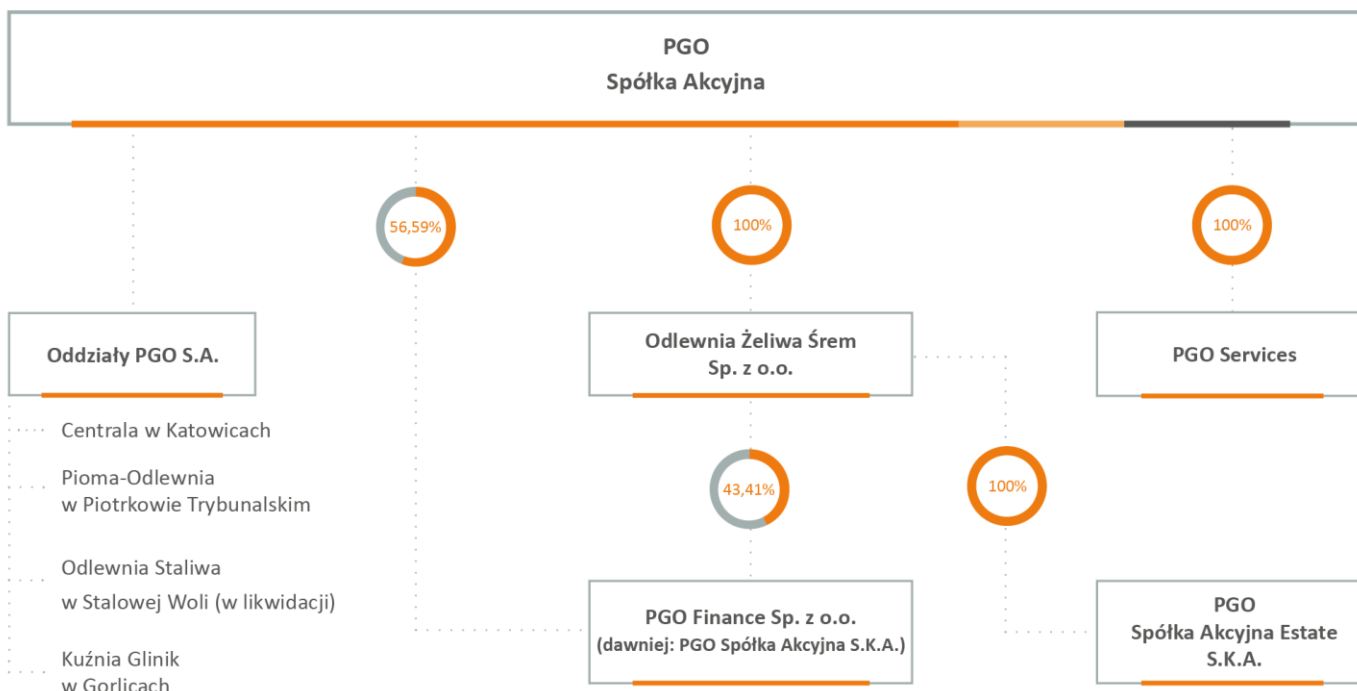 PGO
Spółka Akcyjna
56,59%
100%
100%
Oddziały PGO S.A.
Odlewnia Żeliwa Śrem
Sp. z o.o.
PGO Services
Centrala w Katowicach
Pioma-Odlewnia
w Piotrkowie Trybunalskim
Odlewnia Staliwa
w Stalowej Woli (w likwidacji)
Kuźnia Glinik
w Gorlicach
43,41%
100%
PGO Finance Sp. z o.o.
(dawniej: PGO Spółka Akcyjna S.K.A.)
PGO
Spółka Akcyjna Estate
S.K.A.